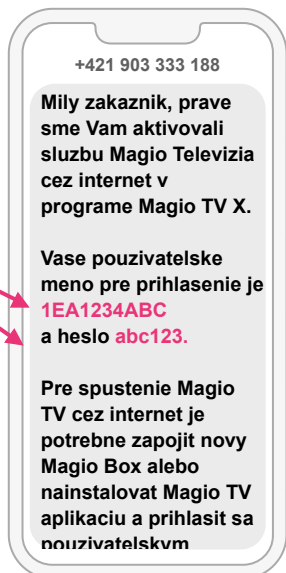 +421 903 333 188
Mily zakaznik, prave
sme Vam aktivovali
sluzbu Magio Televizia
cez internet v
programe Magio TV X.
Vase pouzivatelske
meno pre prihlasenie je
1EA1234ABC
a heslo abc123.
Pre spustenie Magio
TV cez internet je
potrebne zapojit novy
Magio Box alebo
nainstalovat Magio TV
aplikaciu a prihlasit sa
pouzivatelskym